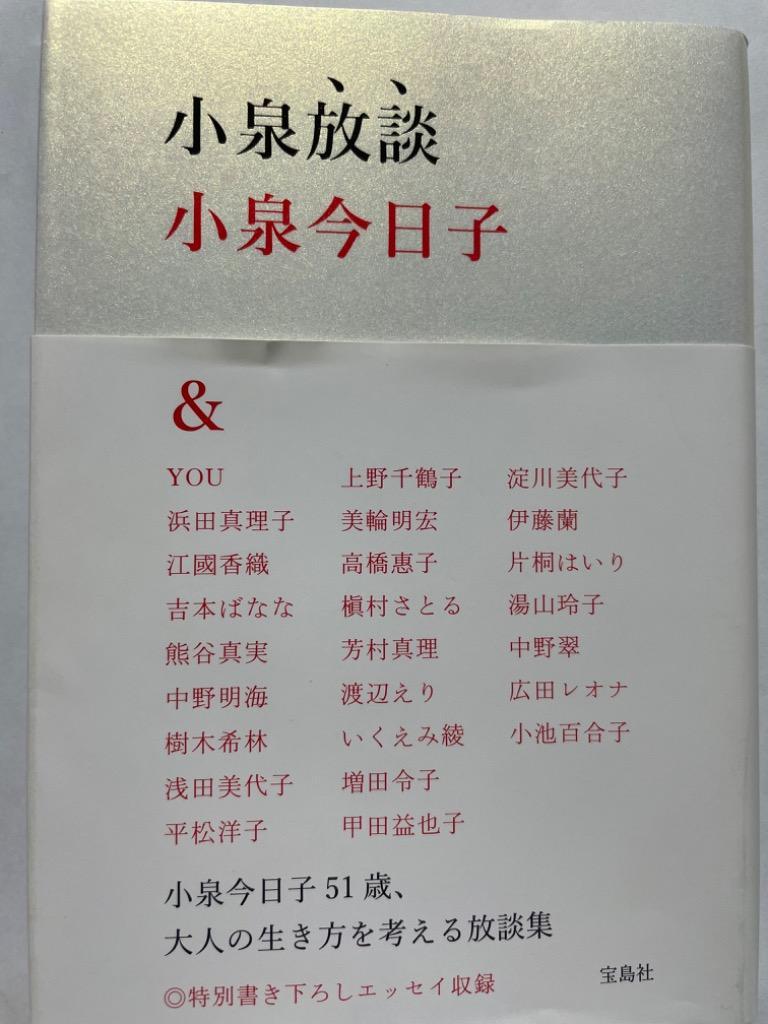 小泉放談
小泉今日子
&
YOU
浜田真理子
江國香織
吉本ばなな
熊谷真実
中野明海
樹木希林
浅田美代子
平松洋子
上野千鶴子
美輪明宏
高橋惠子
槇村さとる
芳村真理
渡辺えり
いくえみ綾
増田令子
甲田益也子
淀川美代子
伊藤蘭
片桐はいり
湯山玲子
中野翠
広田レオナ
小池百合子
小泉今日子51歳、
大人の生き方を考える放談集
◎特別書き下ろしエッセイ収録
宝島社